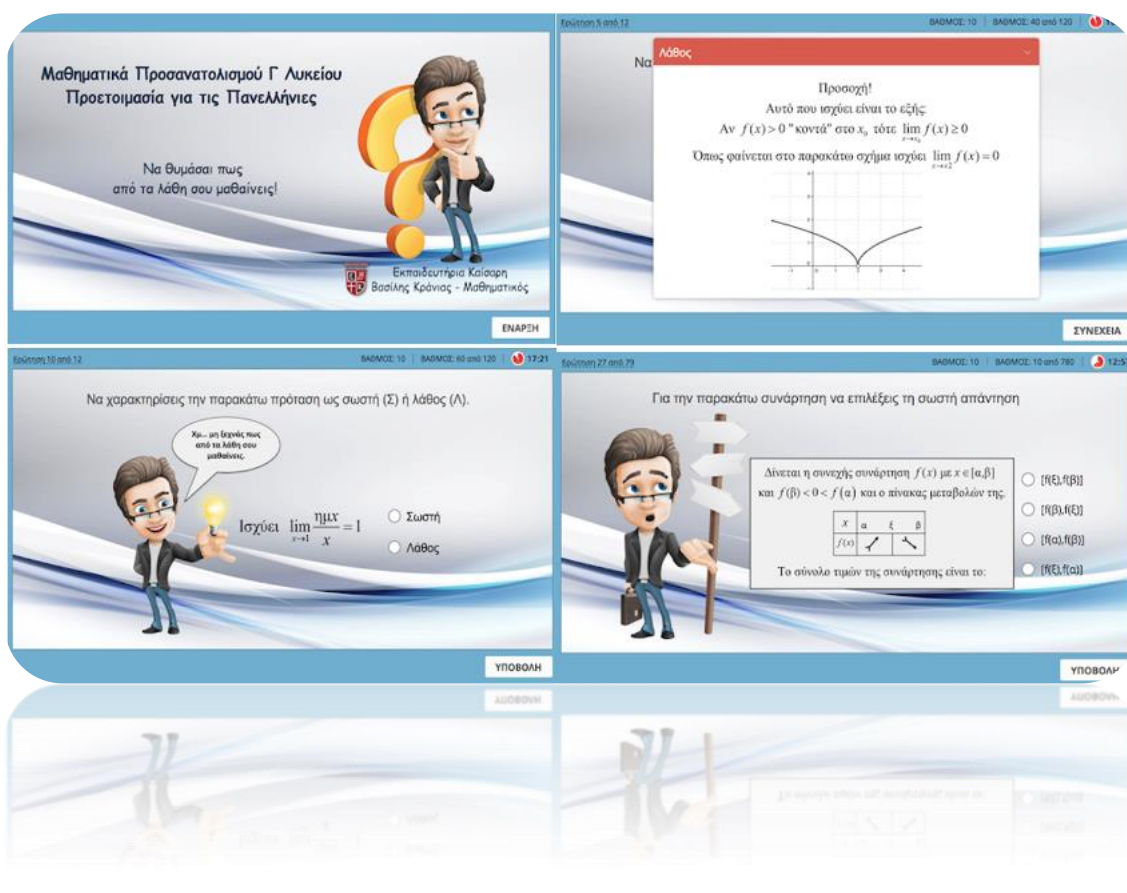 Μαθηματικά Προσανατολισμού Γ Λυκείου
Προετοιμασία για τις Πανελλήνιες
Να θυμάσαι πως
από τα λάθη σου μαθαίνεις!
Εκπαιδευτήρια Καίσαρη
Βασίλης Κράνιας - Μαθηματικός
ΕΝΑΡΞΗ
Ερώτηση 5 από 12
ΒΑΘΜΟΣ: 10 | ΒΑΘΜΟΣ: 40 από 120
Να
Λάθος
Προσοχή!
Αυτό που ισχύει είναι το εξής:
Αν f(x) > 0 "κοντά" στο x₀ τότε lim x→x₀ f(x) ≥ 0
Όπως φαίνεται στο παρακάτω σχήμα ισχύει lim x→2 f(x) = 0
ΣΥΝΕΧΕΙΑ
Ερώτηση 10 από 12
ΒΑΘΜΟΣ: 10 | ΒΑΘΜΟΣ: 60 από 120 | 17:21
Να χαρακτηρίσεις την παρακάτω πρόταση ως σωστή (Σ) ή λάθος (Λ).
Χμ... μη ξεχνάς πως
από τα λάθη σου
μαθαίνεις.
Ισχύει lim x→1 ημx/x = 1
Σωστή
Λάθος
ΥΠΟΒΟΛΗ
Ερώτηση 27 από 79
ΒΑΘΜΟΣ: 10 | ΒΑΘΜΟΣ: 10 από 780
Για την παρακάτω συνάρτηση να επιλέξεις τη σωστή απάντηση
Δίνεται η συνεχής συνάρτηση f(x) με x ∈ [α,β]
και f(β) < 0 < f(α) και ο πίνακας μεταβολών της.
x α ξ β
f(x)
Το σύνολο τιμών της συνάρτησης είναι το:
[f(ξ),f(β)]
[f(β),f(ξ)]
[f(α),f(β)]
[f(ξ),f(α)]
ΥΠΟΒΟΛΗ